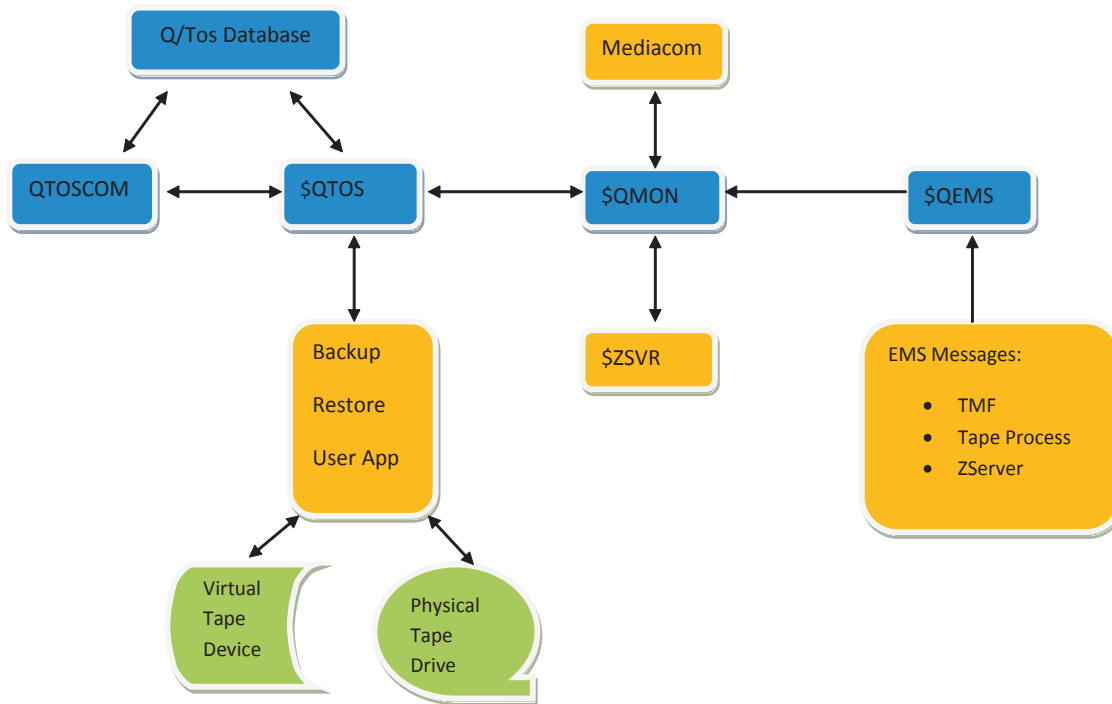 Q/Tos Database
Mediacom
QTOSCOM
$QTOS
$QMON
$QEMS
Backup
Restore
User App
$ZSVR
EMS Messages:
• TMF
• Tape Process
• ZServer
Virtual
Tape
Device
Physical
Tape
Drive